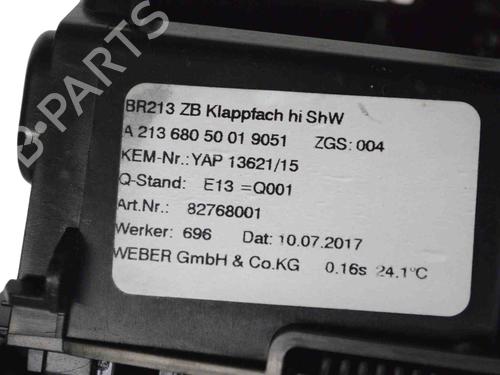 B-PARTS
BR213 ZB Klappfach hi ShW
A 213 680 50 01 9051 ZGS: 004
KEM-Nr.: YAP 13621/15
Q-Stand: E13 =Q001
Art.Nr.: 82768001
Werker: 696 Dat: 10.07.2017
WEBER GmbH & Co.KG 0.16s 24.1°C